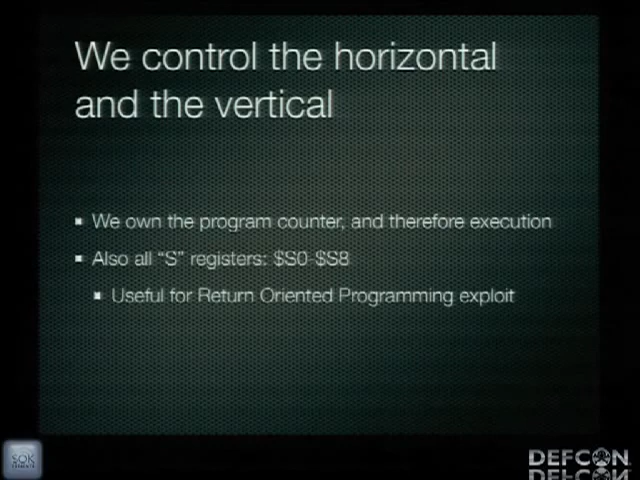 We control the horizontal
and the vertical
We own the program counter, and therefore execution
Also all “S” registers: $S0-$S8
Useful for Return Oriented Programming exploit
SOK
DEFCON